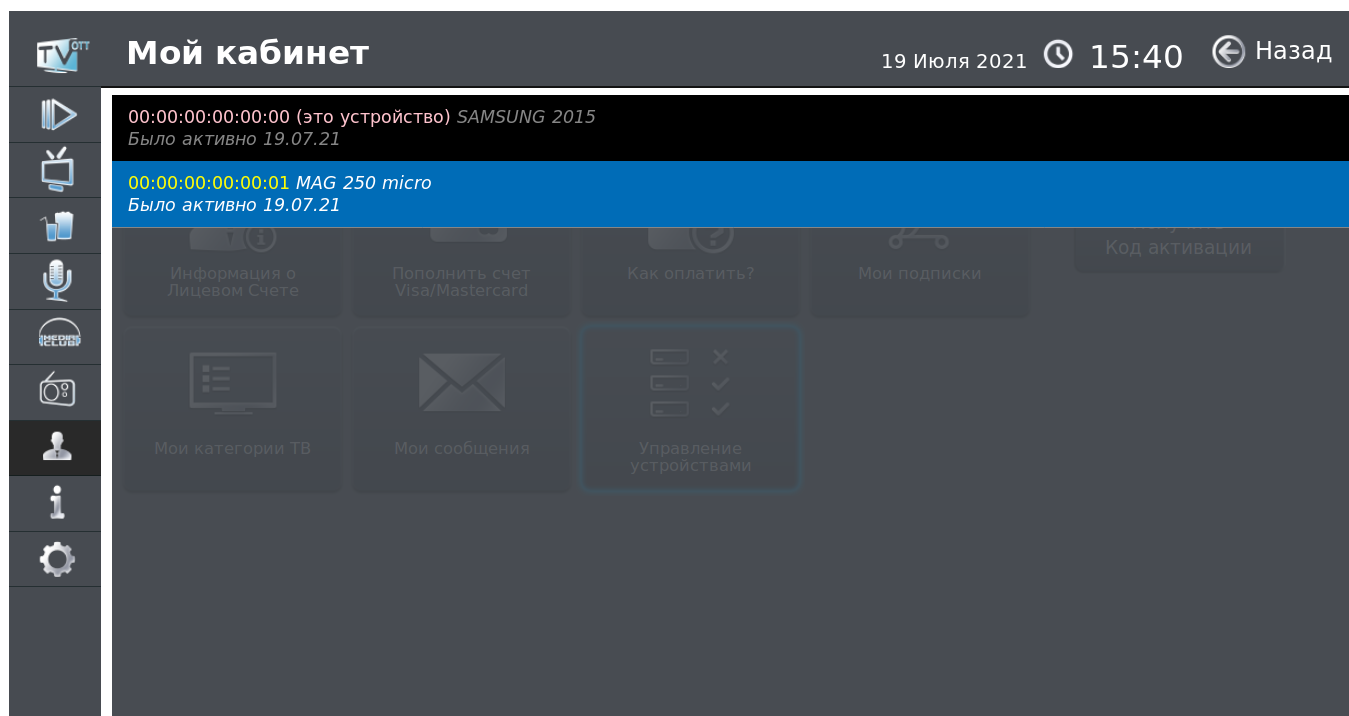 TV OTT
Мой кабинет
19 Июля 2021
15:40
Назад
00:00:00:00:00:00 (это устройство) SAMSUNG 2015
Было активно 19.07.21
00:00:00:00:00:01 MAG 250 micro
Было активно 19.07.21
Код активации
Информация о
Лицевом Счете
Пополнить счет
Visa/Mastercard
Как оплатить?
Мои подписки
MEDIA
CLUB
Мои категории ТВ
Мои сообщения
Управление
устройствами